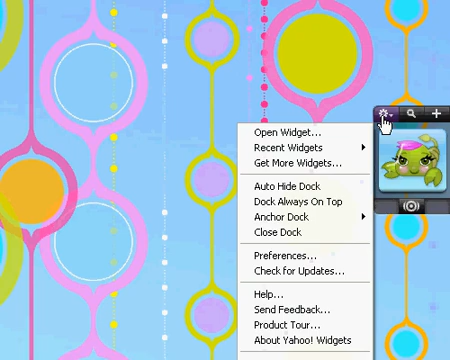 Open Widget...
Recent Widgets
Get More Widgets...
Auto Hide Dock
Dock Always On Top
Anchor Dock
Close Dock
Preferences...
Check for Updates...
Help...
Send Feedback...
Product Tour...
About Yahoo! Widgets